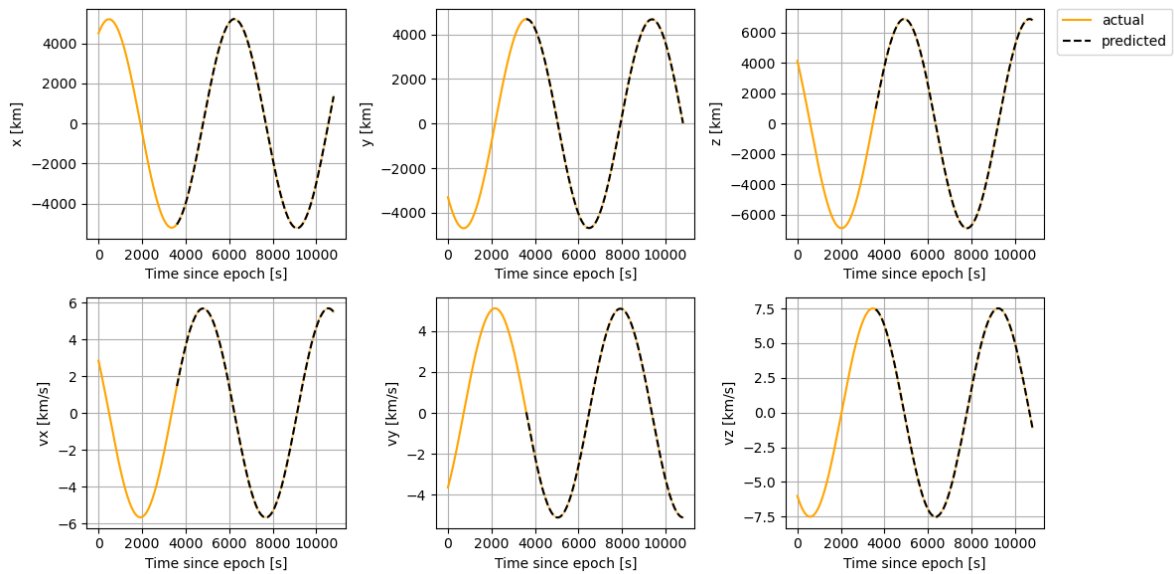 4000
2000
0
−2000
−4000
x [km]
0 2000 4000 6000 8000 10000
Time since epoch [s]
4000
2000
0
−2000
−4000
y [km]
0 2000 4000 6000 8000 10000
Time since epoch [s]
6000
4000
2000
0
−2000
−4000
−6000
z [km]
0 2000 4000 6000 8000 10000
Time since epoch [s]
actual
predicted
6
4
2
0
−2
−4
−6
vx [km/s]
0 2000 4000 6000 8000 10000
Time since epoch [s]
4
2
0
−2
−4
vy [km/s]
0 2000 4000 6000 8000 10000
Time since epoch [s]
7.5
5.0
2.5
0.0
−2.5
−5.0
−7.5
vz [km/s]
0 2000 4000 6000 8000 10000
Time since epoch [s]